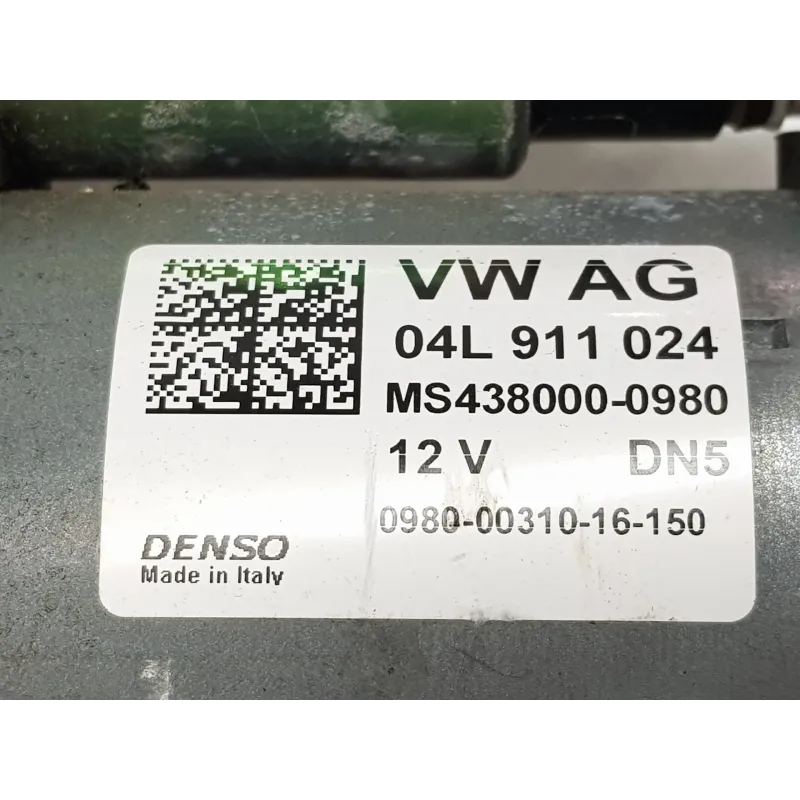 VW AG
04L 911 024
MS438000-0980
12 V DN5
0980-00310-16-150
DENSO
Made in Italy